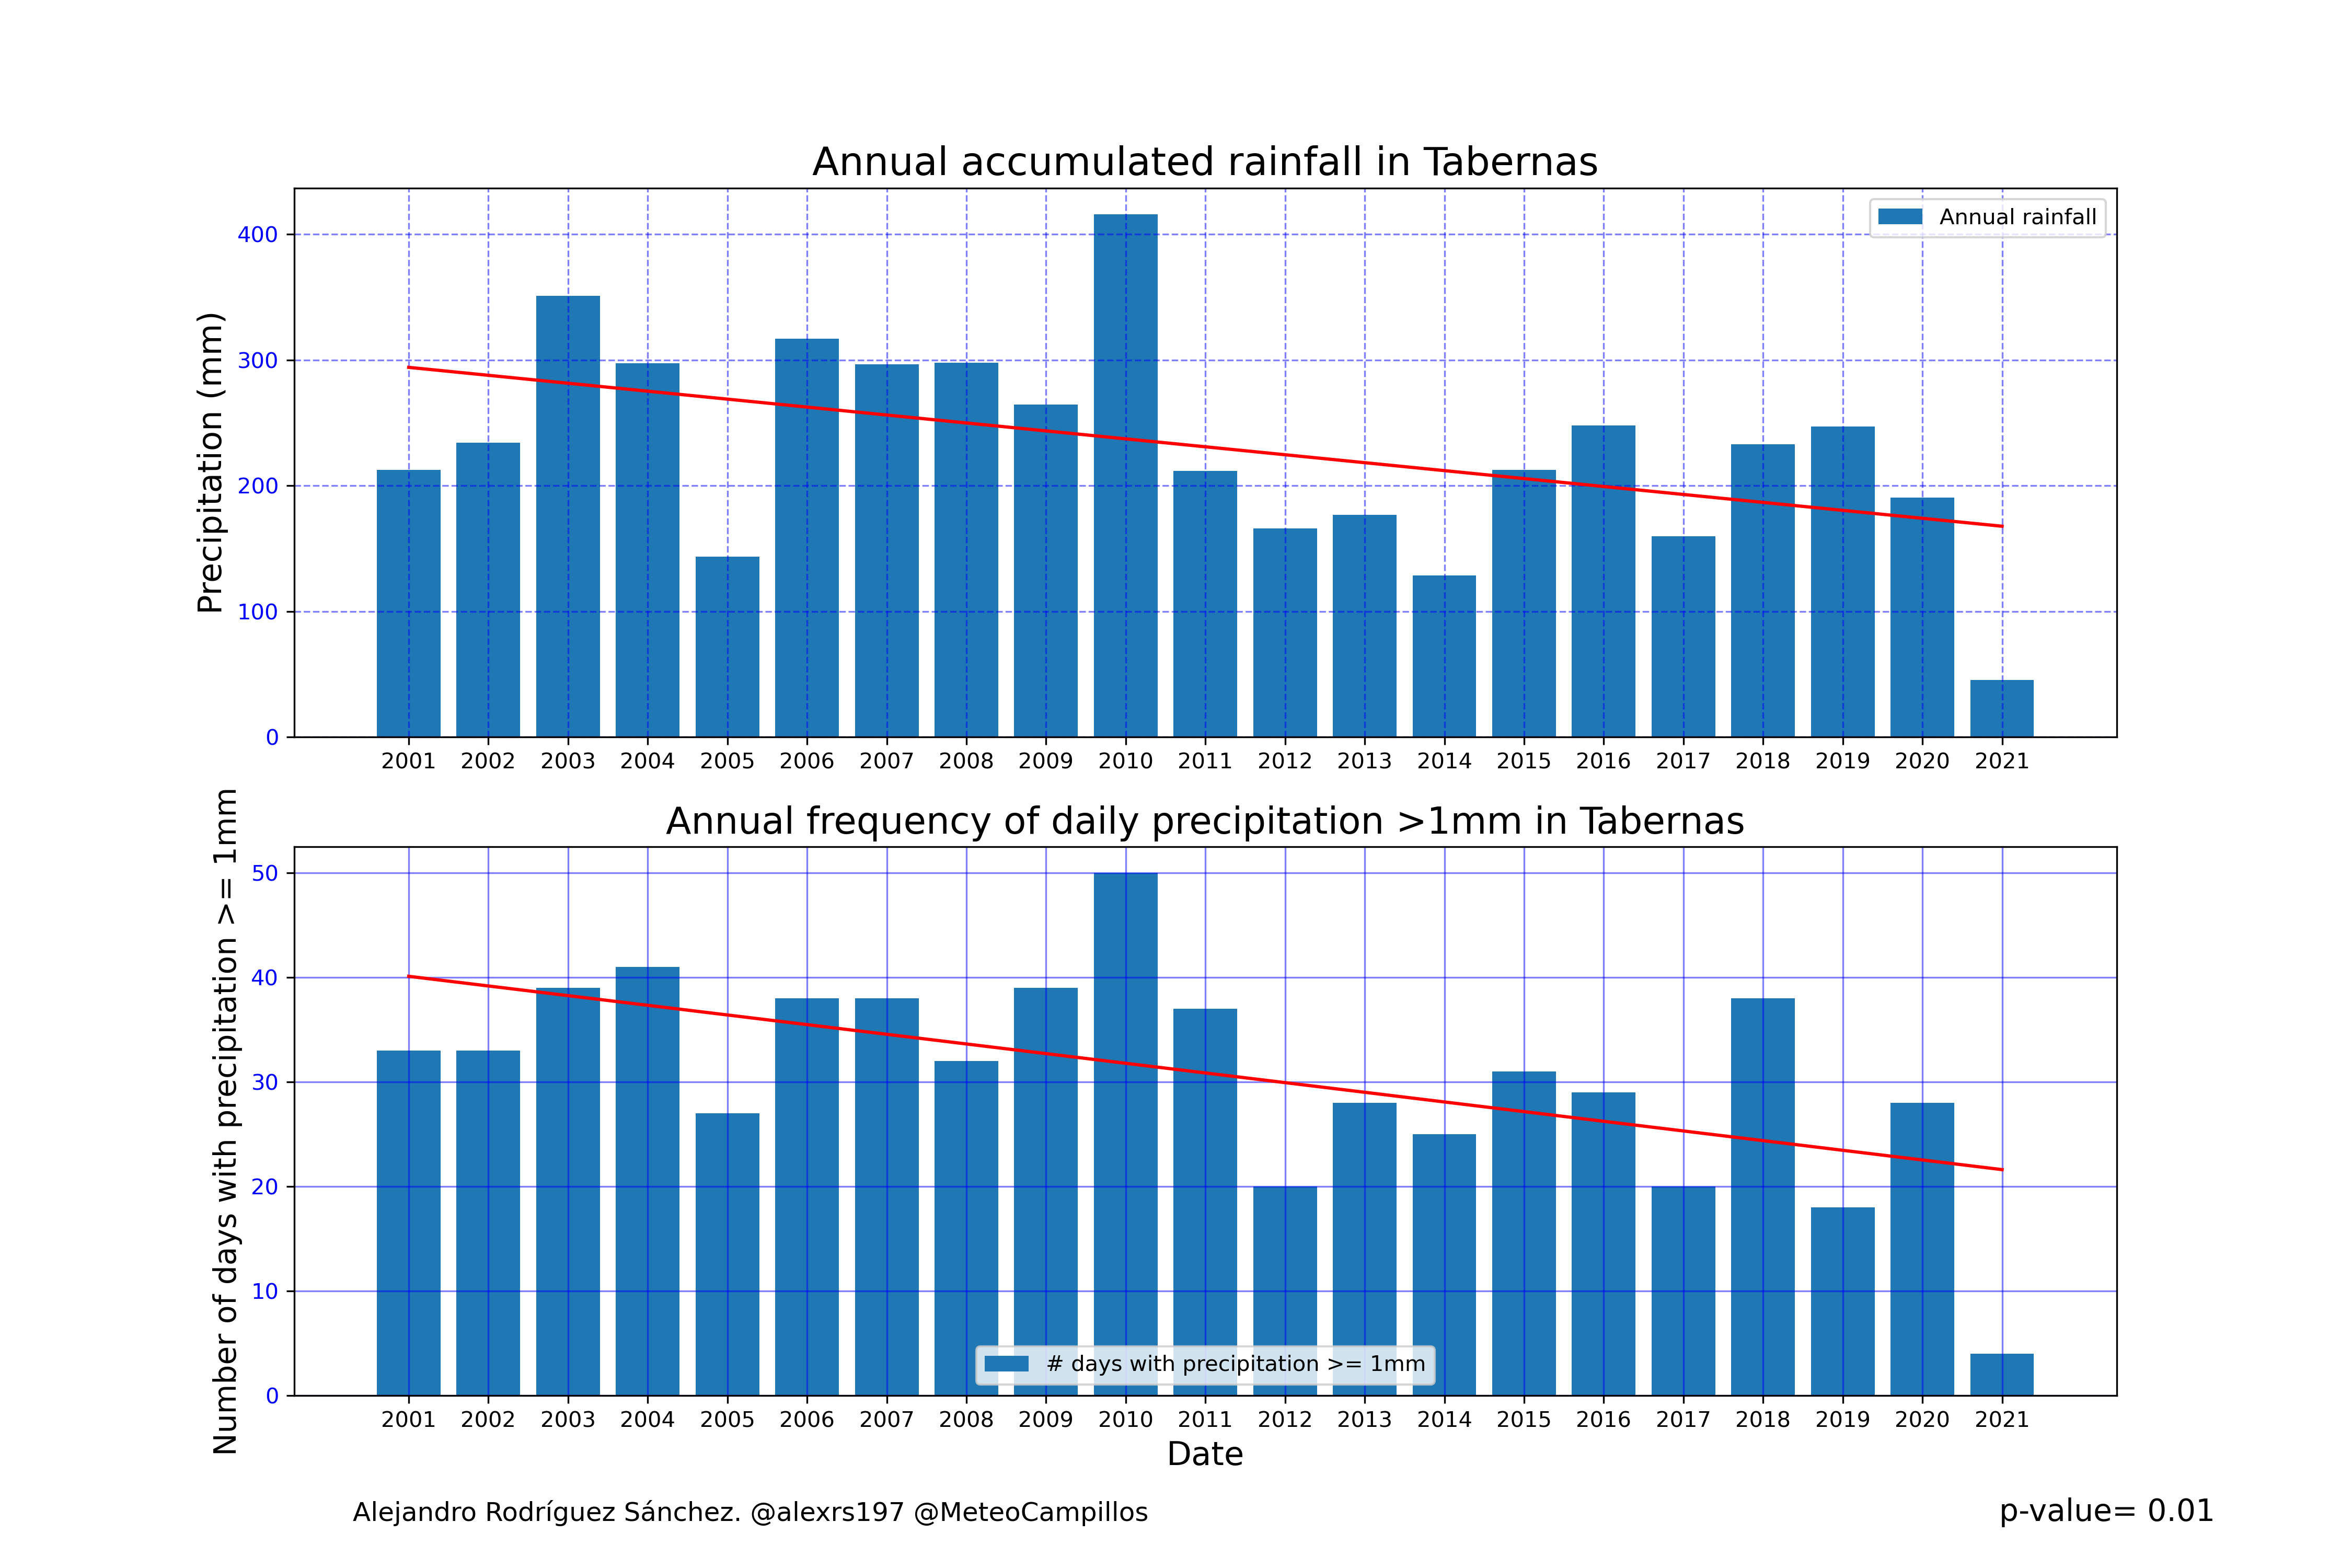 Annual accumulated rainfall in Tabernas
Annual rainfall
Precipitation (mm)
400
300
200
100
0
2001 2002 2003 2004 2005 2006 2007 2008 2009 2010 2011 2012 2013 2014 2015 2016 2017 2018 2019 2020 2021
Annual frequency of daily precipitation >1mm in Tabernas
Number of days with precipitation >= 1mm
50
40
30
20
10
0
# days with precipitation >= 1mm
2001 2002 2003 2004 2005 2006 2007 2008 2009 2010 2011 2012 2013 2014 2015 2016 2017 2018 2019 2020 2021
Date
Alejandro Rodríguez Sánchez. @alexrs197 @MeteoCampillos
p-value= 0.01